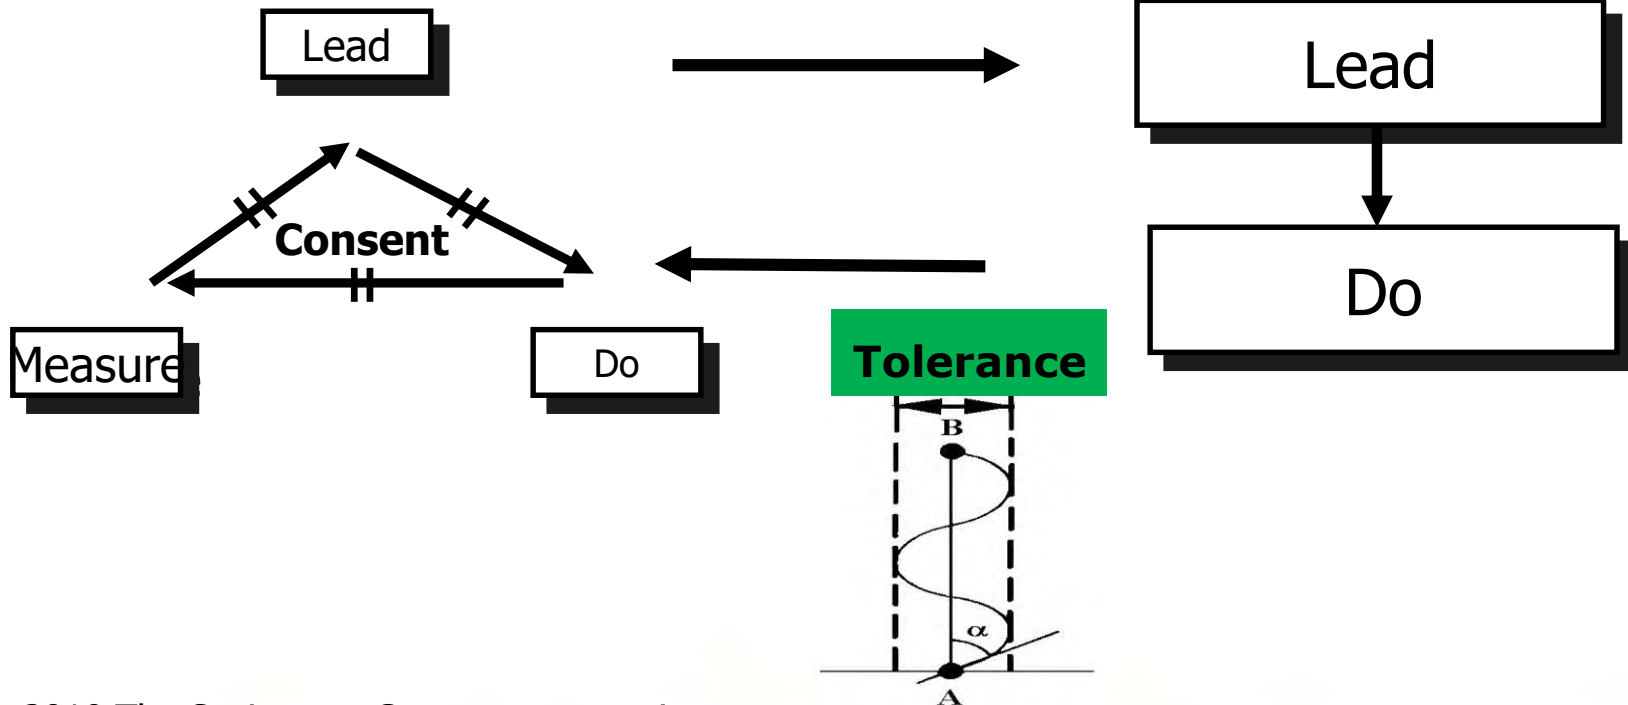 Lead
Lead
Consent
Do
Measure
Do
Tolerance
B
α
A